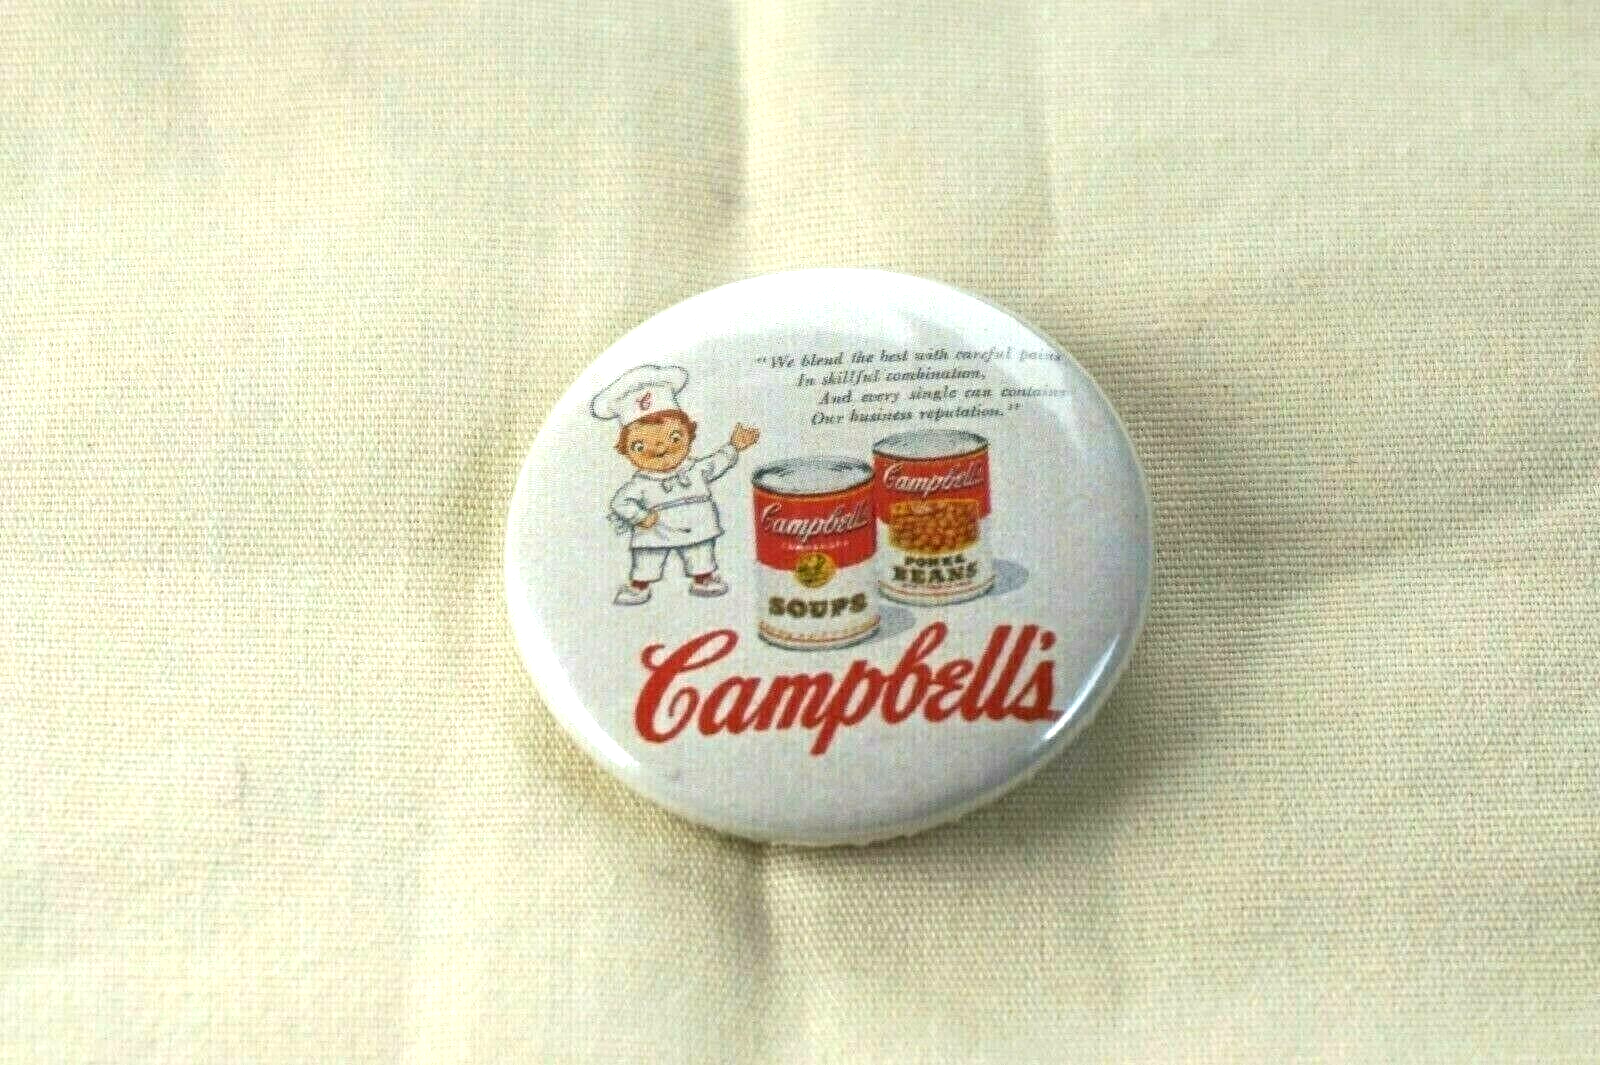 "We blend the best with careful pains
In skillful combination,
And every single can contains
Our business reputation."
C
Campbell's
CONDENSED
SOUPS
Campbell's
PORK &
BEANS
Campbell's